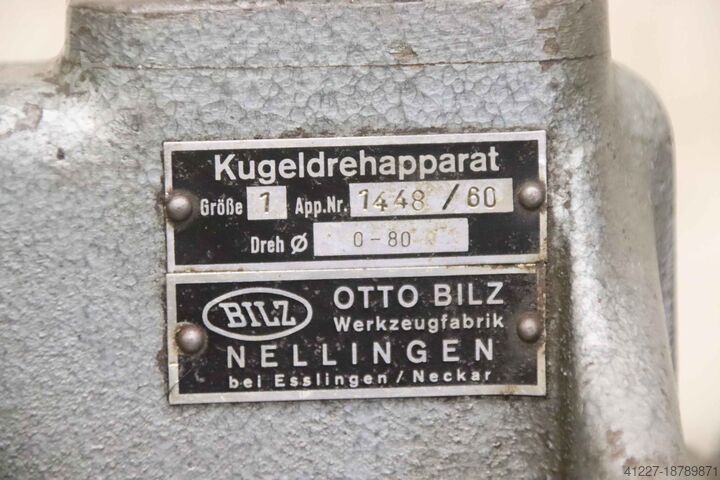 Kugeldrehapparat
Größe 1 App.Nr. 1448 / 60
Dreh Ø 0-80
BILZ OTTO BILZ
Werkzeugfabrik
NELLINGEN
bei Esslingen/Neckar
41227-18789871